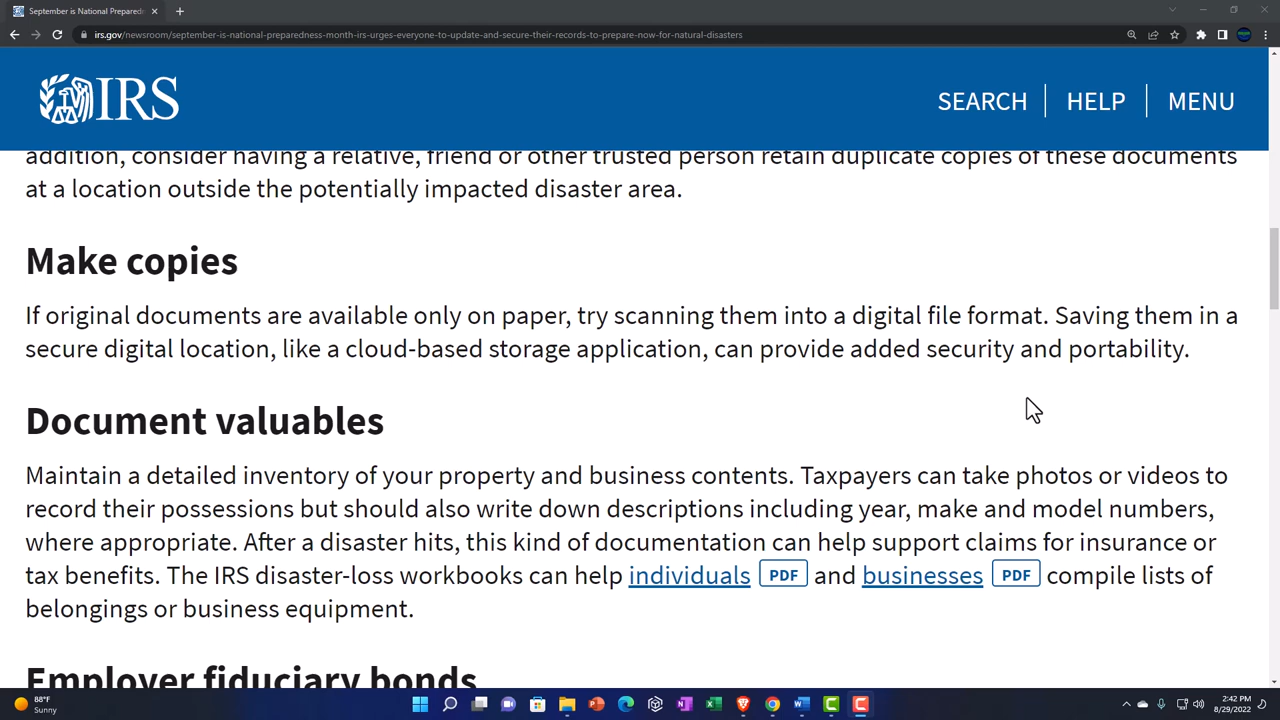 September is National Prepared
irs.gov/newsroom/september-is-national-preparedness-month-irs-urges-everyone-to-update-and-secure-their-records-to-prepare-now-for-natural-disasters
IRS
SEARCH
HELP
MENU
addition, consider having a relative, friend or other trusted person retain duplicate copies of these documents
at a location outside the potentially impacted disaster area.
Make copies
If original documents are available only on paper, try scanning them into a digital file format. Saving them in a
secure digital location, like a cloud-based storage application, can provide added security and portability.
Document valuables
Maintain a detailed inventory of your property and business contents. Taxpayers can take photos or videos to
record their possessions but should also write down descriptions including year, make and model numbers,
where appropriate. After a disaster hits, this kind of documentation can help support claims for insurance or
tax benefits. The IRS disaster-loss workbooks can help individuals PDF and businesses PDF compile lists of
belongings or business equipment.
Employer fiduciary bonds
88°F
Sunny
2:42 PM
8/29/2022